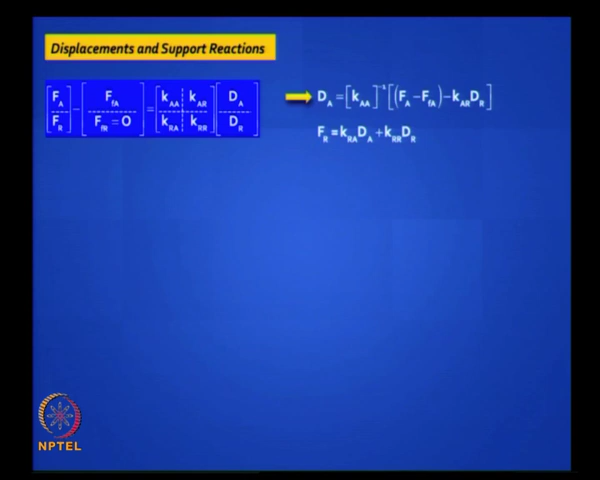 Displacements and Support Reactions
[F_A / F_R] − [F_fA / F_fR = O] = [k_AA k_AR / k_RA k_RR] [D_A / D_R]
D_A = [k_AA]^-1 [(F_A − F_fA) − k_AR D_R]
F_R = k_RA D_A + k_RR D_R
NPTEL